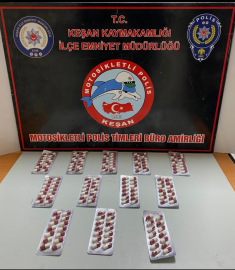 T.C.
KEŞAN KAYMAKAMLIĞI
İLÇE EMNİYET MÜDÜRLÜĞÜ
POLİS
MOTOSİKLETLİ POLİS
KEŞAN
MOTOSİKLETLİ POLİS TİMLERİ BÜRO AMİRLİĞİ